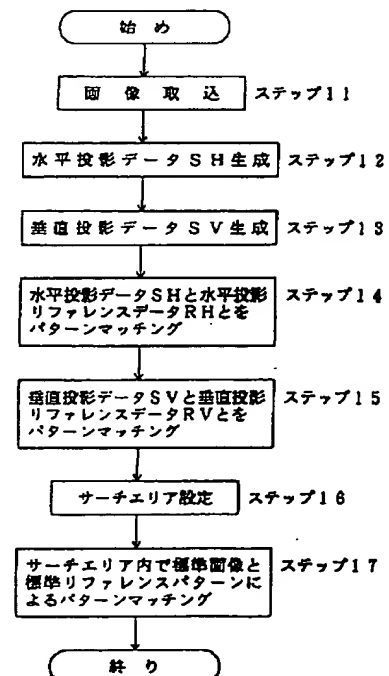 始め
画像取込 ステップ11
水平投影データSH生成 ステップ12
垂直投影データSV生成 ステップ13
水平投影データSHと水平投影 ステップ14
リファレンスデータRHとを
パターンマッチング
垂直投影データSVと垂直投影 ステップ15
リファレンスデータRVとを
パターンマッチング
サーチエリア設定 ステップ16
サーチエリア内で標準画像と ステップ17
標準リファレンスパターンに
よるパターンマッチング
終り